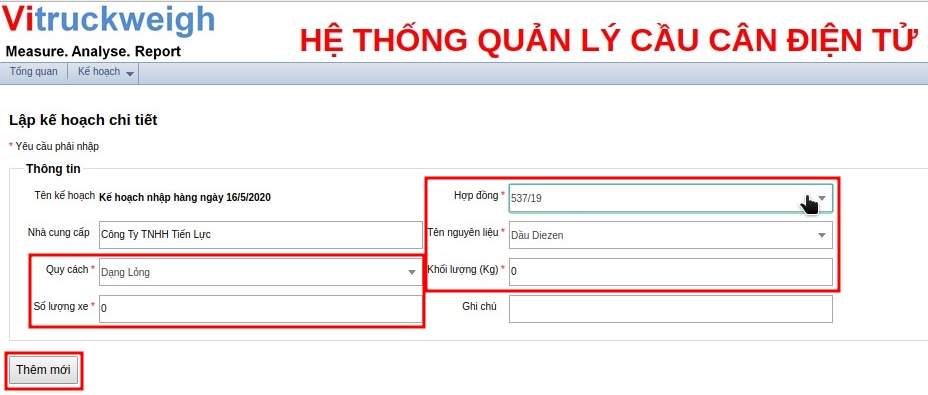 Vitruckweigh
Measure. Analyse. Report
HỆ THỐNG QUẢN LÝ CẦU CÂN ĐIỆN TỬ
Tổng quan Kế hoạch
Lập kế hoạch chi tiết
* Yêu cầu phải nhập
Thông tin
Tên kế hoạch Kế hoạch nhập hàng ngày 16/5/2020 Hợp đồng * 537/19
Nhà cung cấp Công Ty TNHH Tiến Lực Tên nguyên liệu * Dầu Diezen
Quy cách * Dạng Lỏng Khối lượng (Kg) * 0
Số lượng xe * 0 Ghi chú
Thêm mới